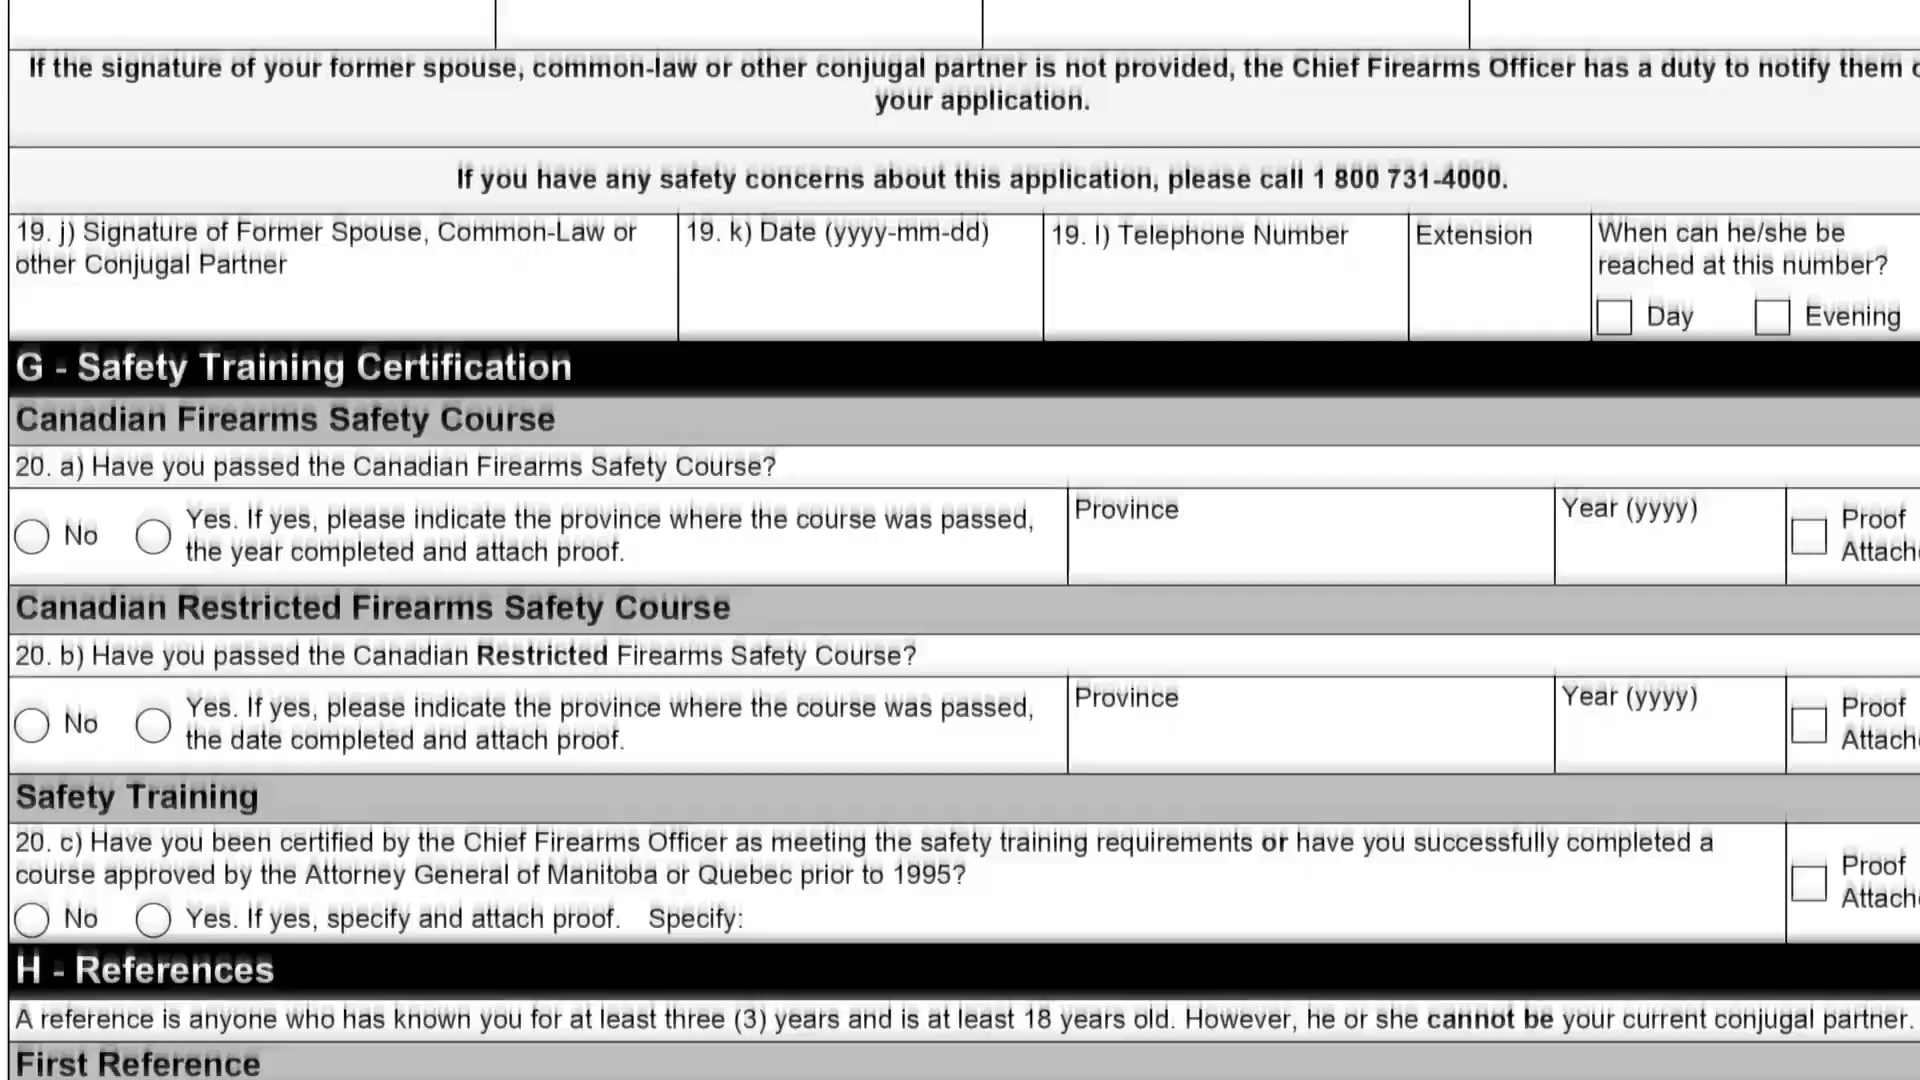 If the signature of your former spouse, common-law or other conjugal partner is not provided, the Chief Firearms Officer has a duty to notify them
your application.
If you have any safety concerns about this application, please call 1 800 731-4000.
19. j) Signature of Former Spouse, Common-Law or
other Conjugal Partner
19. k) Date (yyyy-mm-dd)
19. l) Telephone Number
Extension
When can he/she be
reached at this number?
Day
Evening
G - Safety Training Certification
Canadian Firearms Safety Course
20. a) Have you passed the Canadian Firearms Safety Course?
No
Yes. If yes, please indicate the province where the course was passed,
the year completed and attach proof.
Province
Year (yyyy)
Proof
Attach
Canadian Restricted Firearms Safety Course
20. b) Have you passed the Canadian Restricted Firearms Safety Course?
No
Yes. If yes, please indicate the province where the course was passed,
the date completed and attach proof.
Province
Year (yyyy)
Proof
Attach
Safety Training
20. c) Have you been certified by the Chief Firearms Officer as meeting the safety training requirements or have you successfully completed a
course approved by the Attorney General of Manitoba or Quebec prior to 1995?
No
Yes. If yes, specify and attach proof. Specify:
Proof
Attach
H - References
A reference is anyone who has known you for at least three (3) years and is at least 18 years old. However, he or she cannot be your current conjugal partner.
First Reference